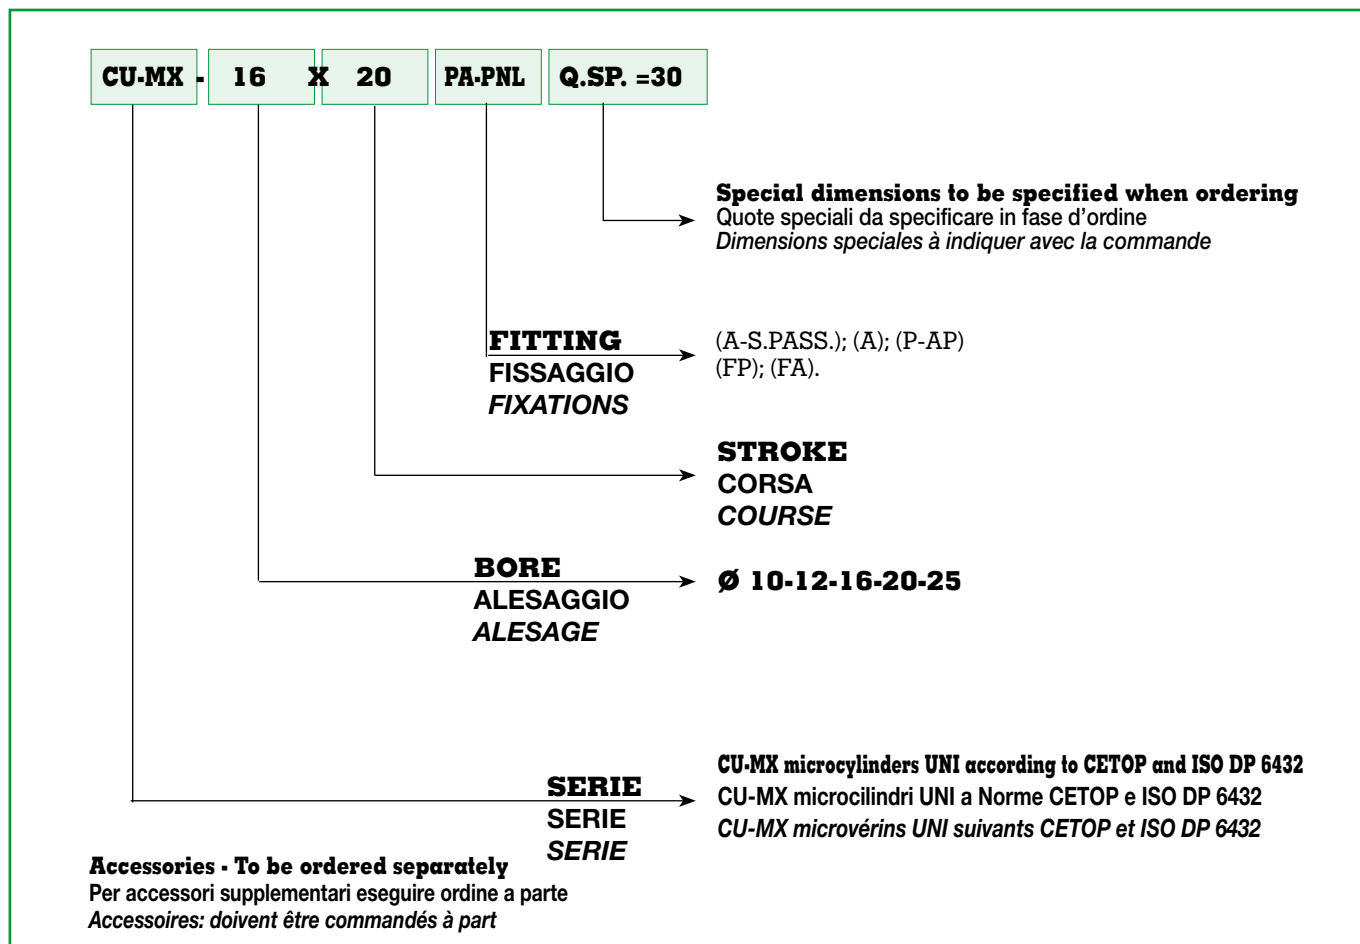 CU-MX - 16 X 20 PA-PNL Q.SP. =30
Special dimensions to be specified when ordering
Quote speciali da specificare in fase d’ordine
Dimensions speciales à indiquer avec la commande
FITTING
FISSAGGIO
FIXATIONS
(A-S.PASS.); (A); (P-AP)
(FP); (FA).
STROKE
CORSA
COURSE
BORE
ALESAGGIO
ALESAGE
Ø 10-12-16-20-25
SERIE
SERIE
SERIE
CU-MX microcylinders UNI according to CETOP and ISO DP 6432
CU-MX microcilindri UNI a Norme CETOP e ISO DP 6432
CU-MX microvérins UNI suivants CETOP et ISO DP 6432
Accessories - To be ordered separately
Per accessori supplementari eseguire ordine a parte
Accessoires: doivent être commandés à part